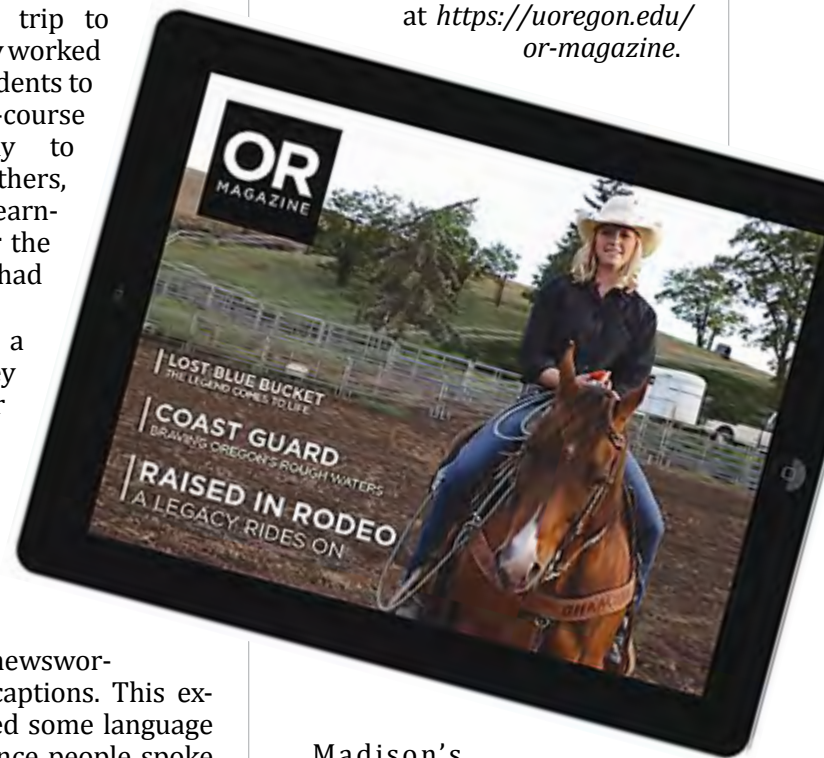 trip to
worked
dents to
-course
y to
thers,
earn-
r the
had
a
ey
r
newswor-
captions. This ex-
ed some language
nce people spoke
at https://uoregon.edu/
or-magazine.
OR
MAGAZINE
LOST BLUE BUCKET
THE LEGEND COMES TO LIFE
COAST GUARD
BRAVING OREGON'S ROUGH WATERS
RAISED IN RODEO
A LEGACY RIDES ON
Madison's